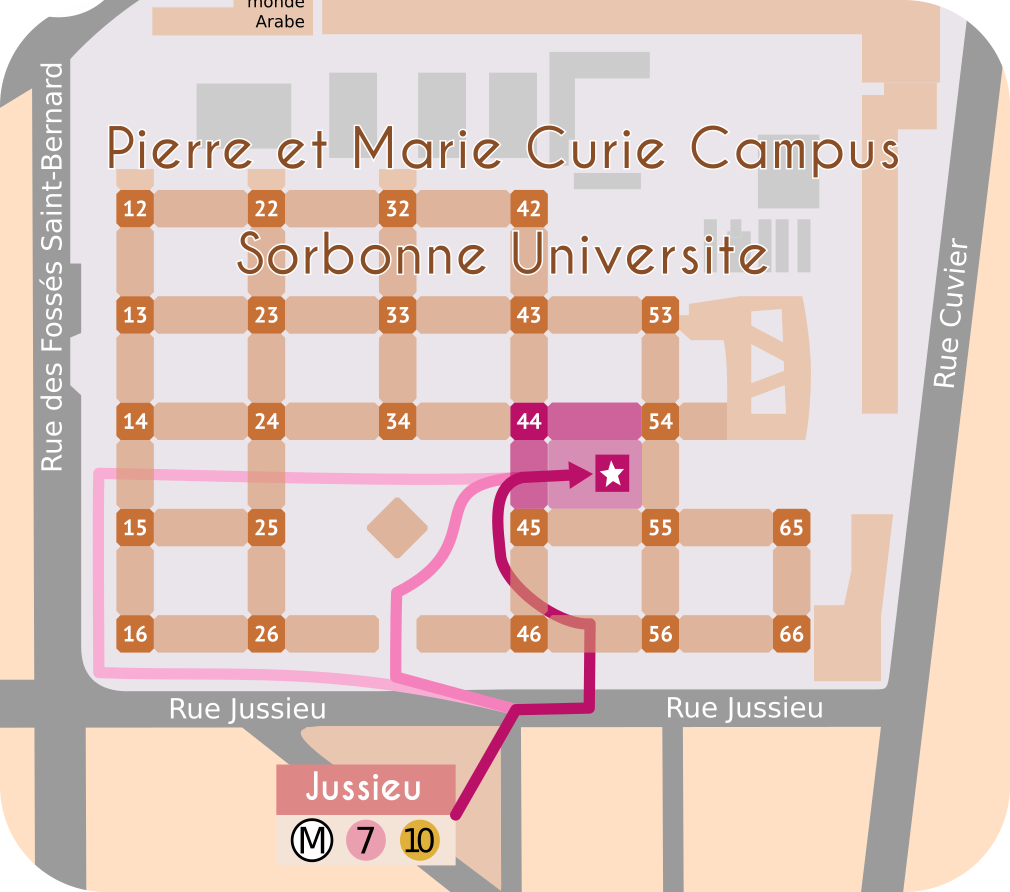 monde
Arabe
Pierre et Marie Curie Campus
Sorbonne Universite
Rue des Fossés Saint-Bernard
Rue Cuvier
12 22 32 42
13 23 33 43 53
14 24 34 44 54
15 25 45 55 65
16 26 46 56 66
Rue Jussieu Rue Jussieu
Jussieu
M 7 10